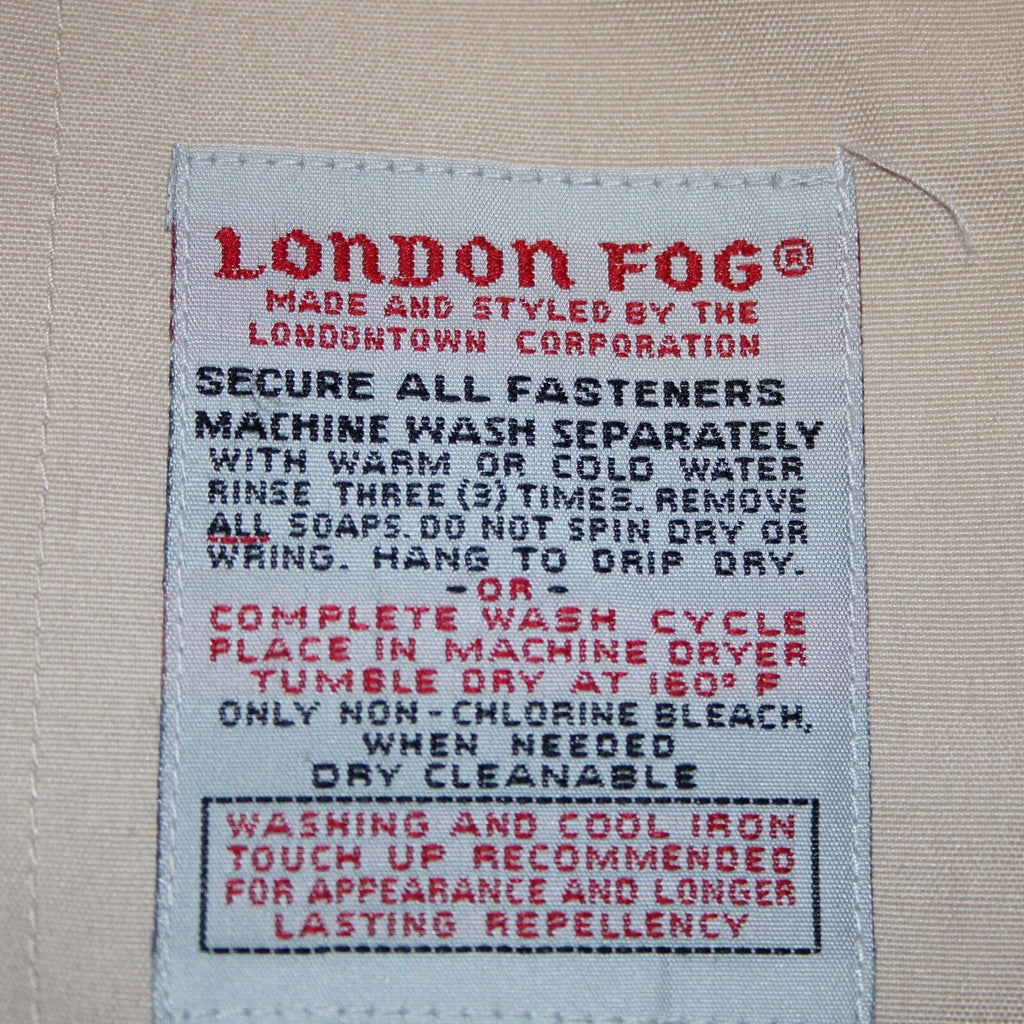 LONDON FOG®
MADE AND STYLED BY THE
LONDONTOWN CORPORATION
SECURE ALL FASTENERS
MACHINE WASH SEPARATELY
WITH WARM OR COLD WATER
RINSE THREE (3) TIMES. REMOVE
ALL SOAPS. DO NOT SPIN DRY OR
WRING. HANG TO DRIP DRY.
-OR-
COMPLETE WASH CYCLE
PLACE IN MACHINE DRYER
TUMBLE DRY AT 160° F
ONLY NON-CHLORINE BLEACH,
WHEN NEEDED
DRY CLEANABLE
WASHING AND COOL IRON
TOUCH UP RECOMMENDED
FOR APPEARANCE AND LONGER
LASTING REPELLENCY